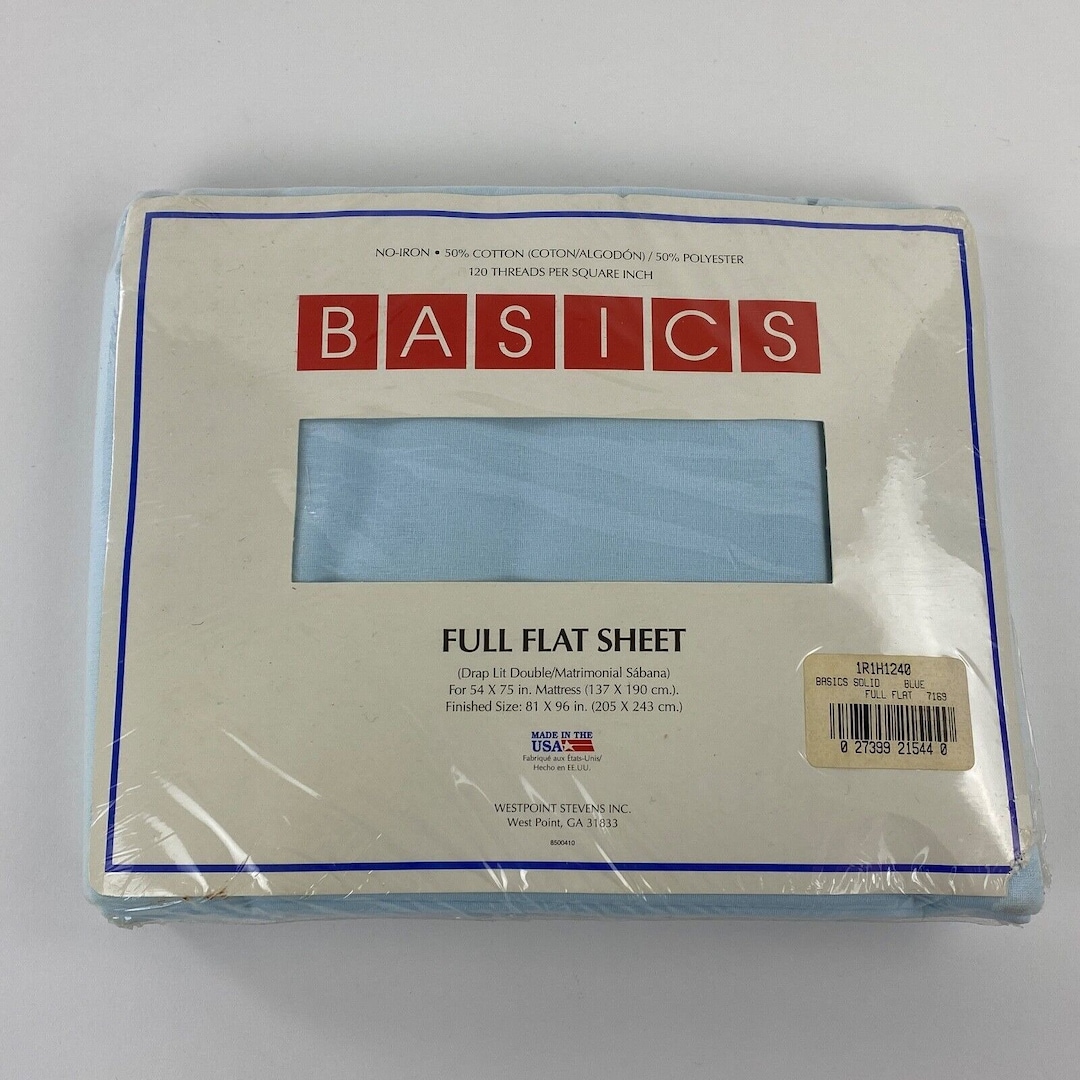 NO-IRON • 50% COTTON (COTON/ALGODÓN) / 50% POLYESTER
120 THREADS PER SQUARE INCH
BASICS
FULL FLAT SHEET
(Drap Lit Double/Matrimonial Sábana)
For 54 X 75 in. Mattress (137 X 190 cm.).
Finished Size: 81 X 96 in. (205 X 243 cm.)
MADE IN THE
USA
Fabriqué aux États-Unis/
Hecho en EE.UU.
WESTPOINT STEVENS INC.
West Point, GA 31833
8500410
1R1H1240
BASICS SOLID BLUE
FULL FLAT 7169
0 27399 21544 0